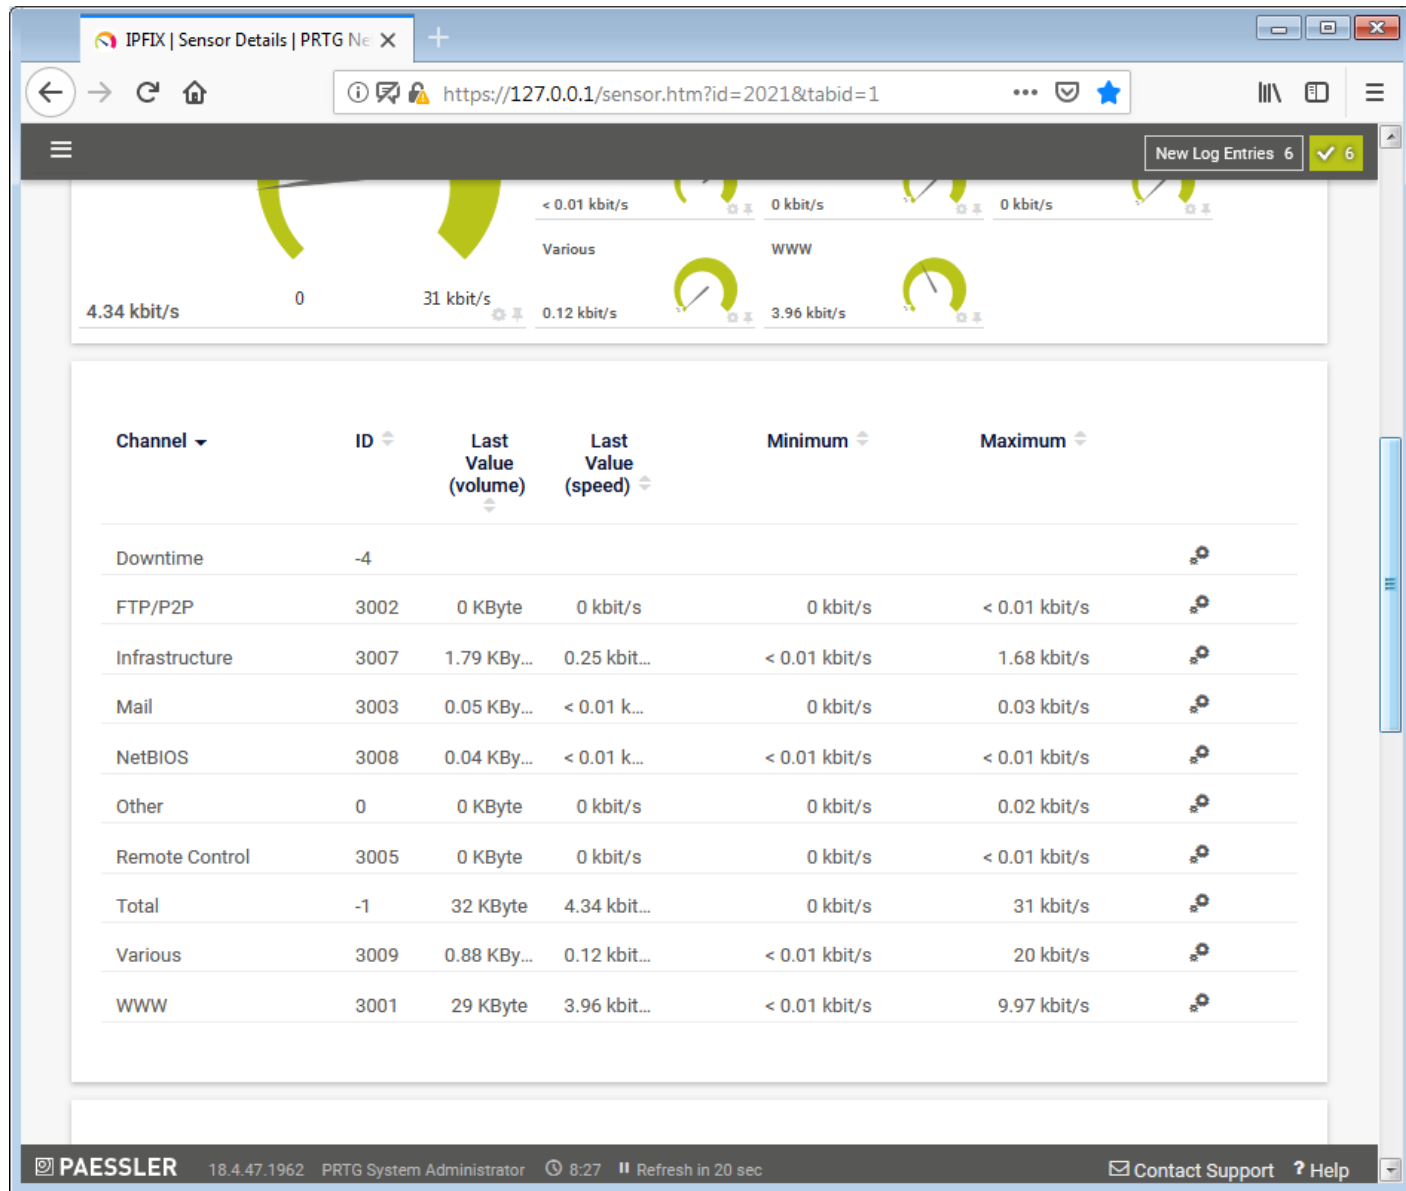 IPFIX | Sensor Details | PRTG Ne
https://127.0.0.1/sensor.htm?id=2021&tabid=1
New Log Entries 6 6
< 0.01 kbit/s 0 kbit/s 0 kbit/s
Various WWW
0 31 kbit/s
4.34 kbit/s 0.12 kbit/s 3.96 kbit/s
Channel ID Last Value (volume) Last Value (speed) Minimum Maximum
Downtime -4
FTP/P2P 3002 0 KByte 0 kbit/s 0 kbit/s < 0.01 kbit/s
Infrastructure 3007 1.79 KBy... 0.25 kbit... < 0.01 kbit/s 1.68 kbit/s
Mail 3003 0.05 KBy... < 0.01 k... 0 kbit/s 0.03 kbit/s
NetBIOS 3008 0.04 KBy... < 0.01 k... < 0.01 kbit/s < 0.01 kbit/s
Other 0 0 KByte 0 kbit/s 0 kbit/s 0.02 kbit/s
Remote Control 3005 0 KByte 0 kbit/s 0 kbit/s < 0.01 kbit/s
Total -1 32 KByte 4.34 kbit... 0 kbit/s 31 kbit/s
Various 3009 0.88 KBy... 0.12 kbit... < 0.01 kbit/s 20 kbit/s
WWW 3001 29 KByte 3.96 kbit... < 0.01 kbit/s 9.97 kbit/s
PAESSLER 18.4.47.1962 PRTG System Administrator 8:27 Refresh in 20 sec Contact Support ? Help